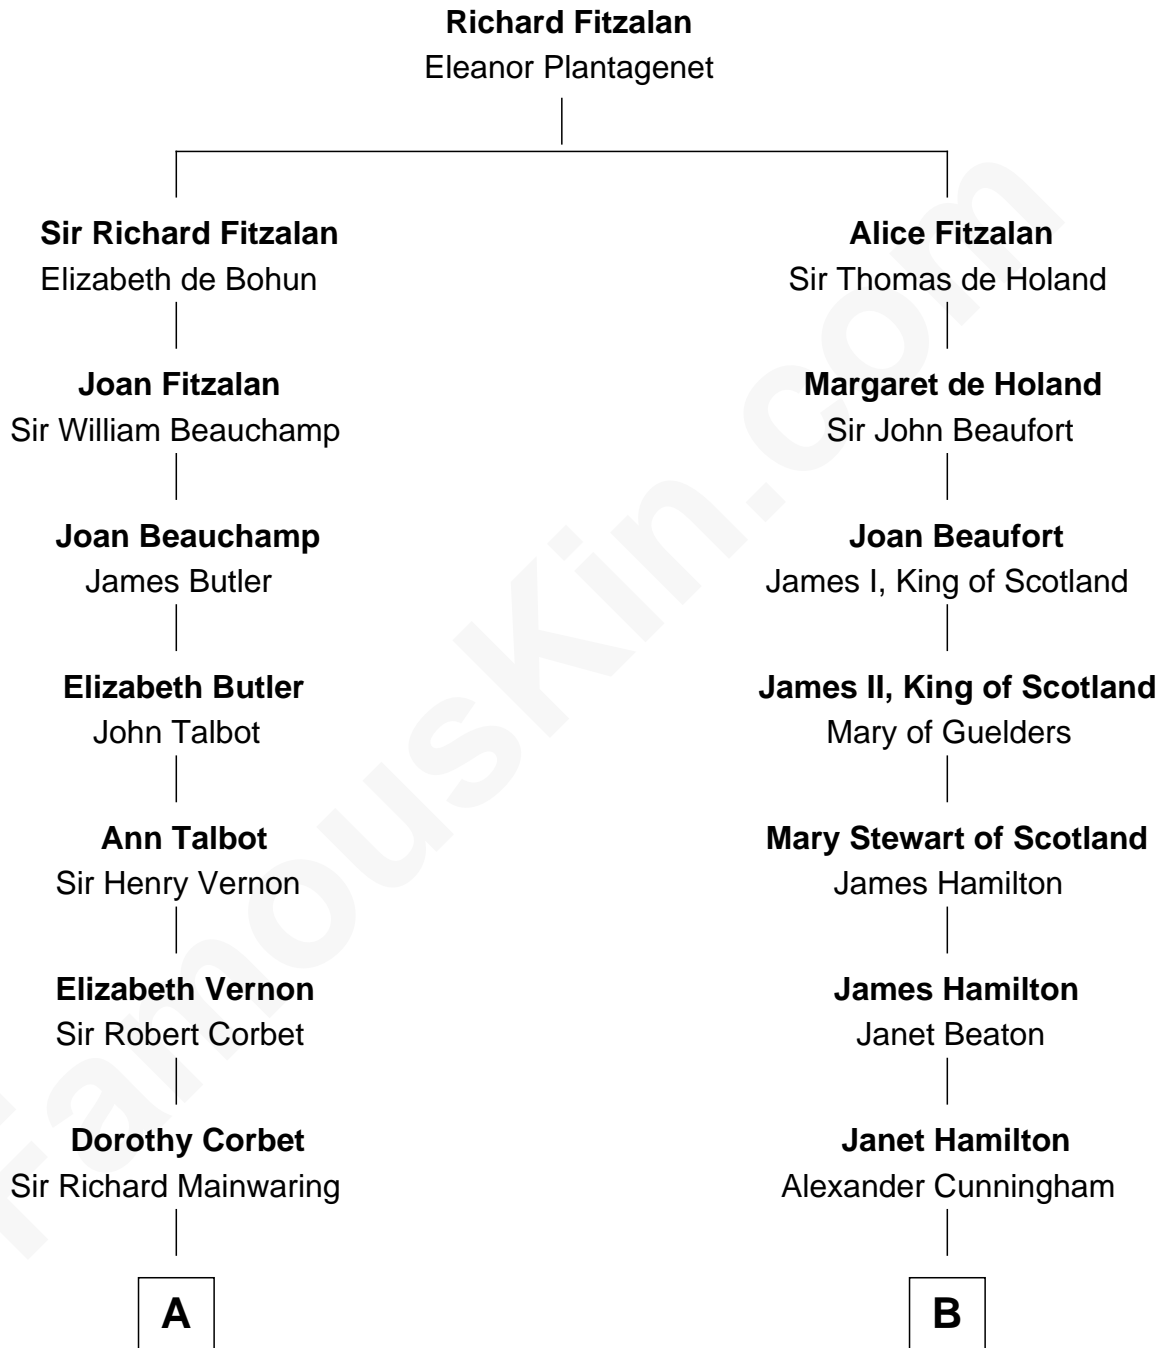 Richard Fitzalan
Eleanor Plantagenet
Sir Richard Fitzalan
Elizabeth de Bohun
Alice Fitzalan
Sir Thomas de Holand
Joan Fitzalan
Sir William Beauchamp
Margaret de Holand
Sir John Beaufort
Joan Beauchamp
James Butler
Joan Beaufort
James I, King of Scotland
Elizabeth Butler
John Talbot
James II, King of Scotland
Mary of Guelders
Ann Talbot
Sir Henry Vernon
Mary Stewart of Scotland
James Hamilton
Elizabeth Vernon
Sir Robert Corbet
James Hamilton
Janet Beaton
Dorothy Corbet
Sir Richard Mainwaring
Janet Hamilton
Alexander Cunningham
A
B
FamousKin.com